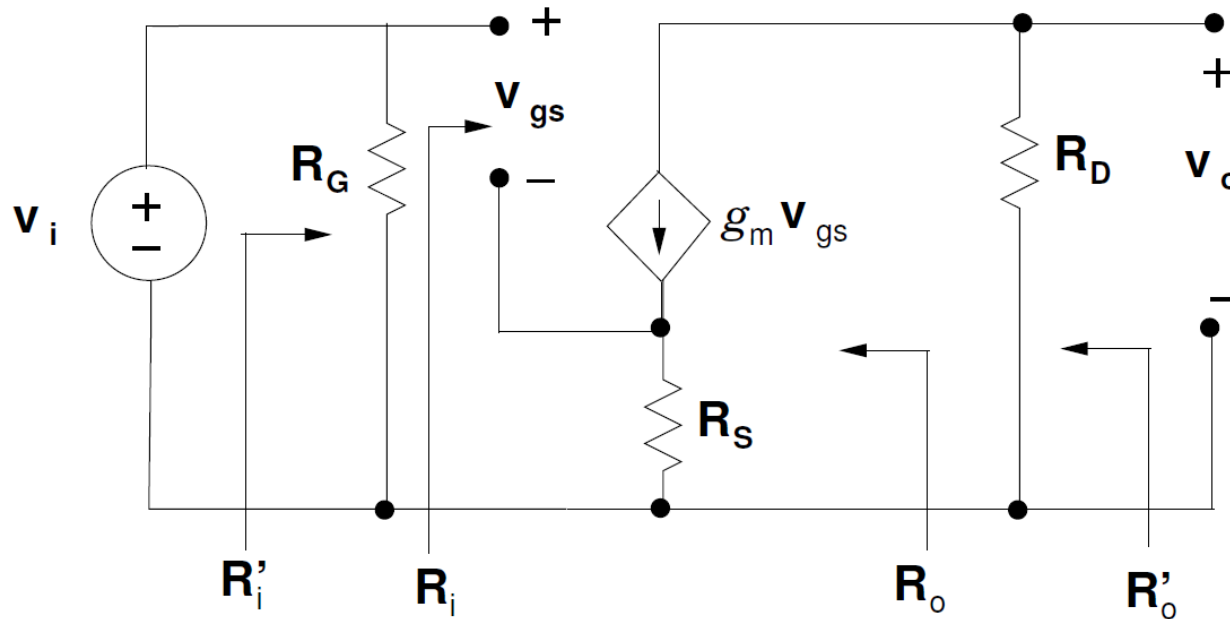 +
v gs
−
R G
v i
+
−
g m v gs
R D
+
v
−
R S
R i '
R i
R o
R o '